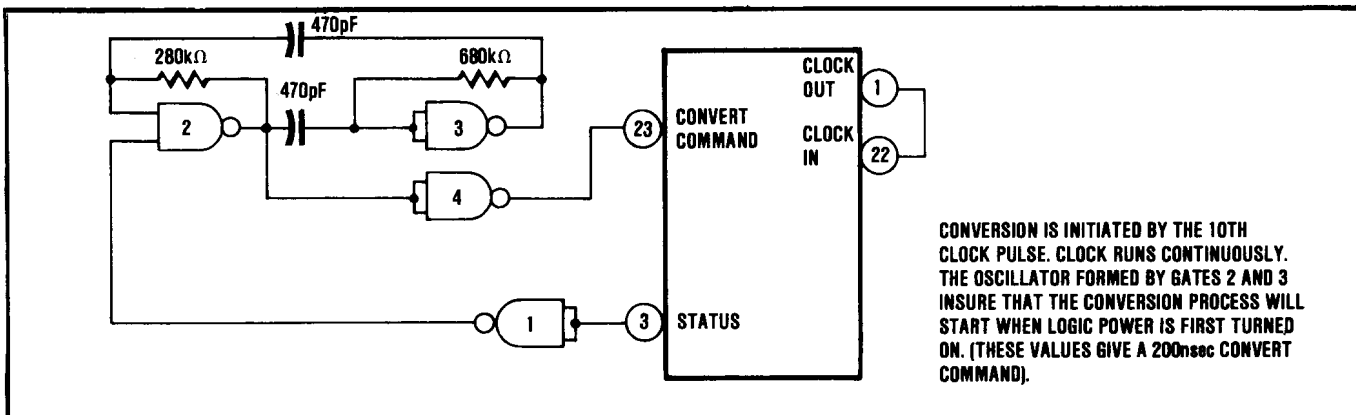 470pF
280kΩ
680kΩ
470pF
2
3
4
1
23
CONVERT
COMMAND
3
STATUS
CLOCK
OUT
1
CLOCK
IN
22
CONVERSION IS INITIATED BY THE 10TH
CLOCK PULSE. CLOCK RUNS CONTINUOUSLY.
THE OSCILLATOR FORMED BY GATES 2 AND 3
INSURE THAT THE CONVERSION PROCESS WILL
START WHEN LOGIC POWER IS FIRST TURNED
ON. (THESE VALUES GIVE A 200nsec CONVERT
COMMAND).